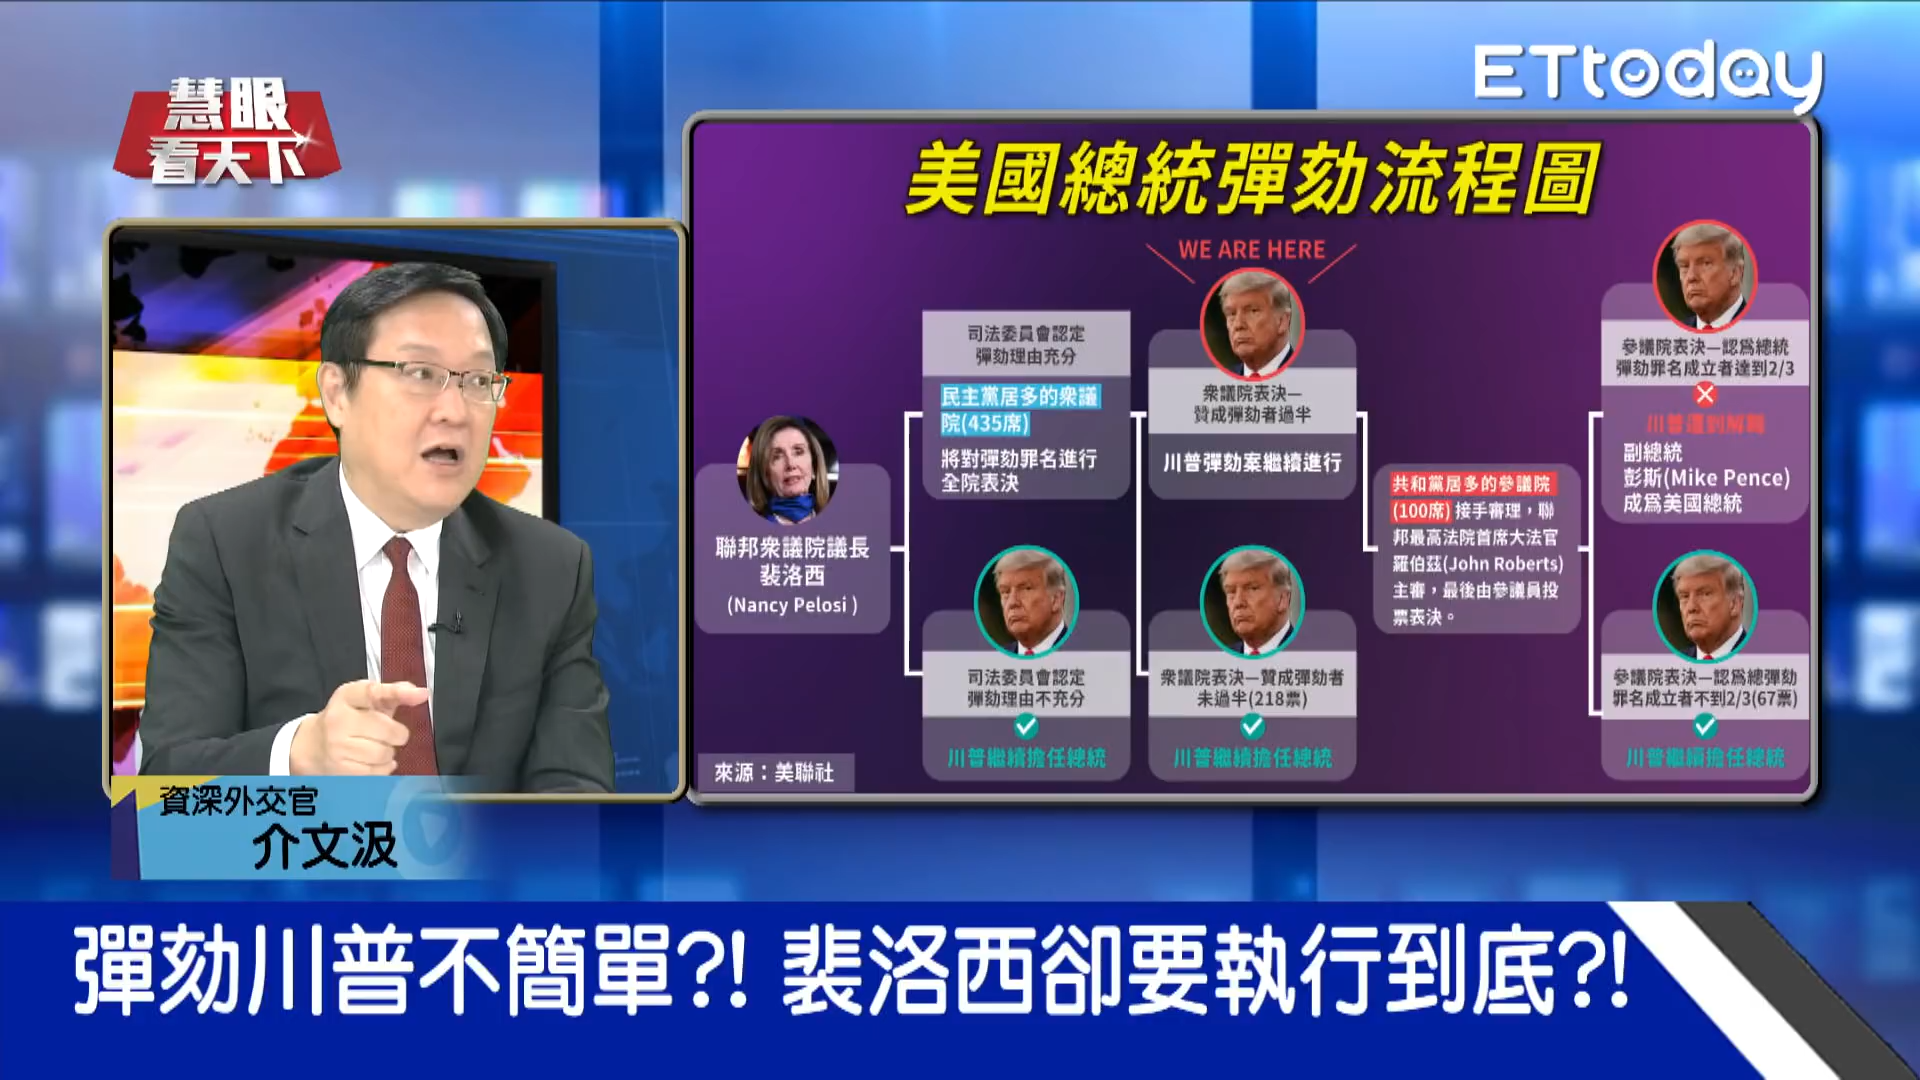 慧眼
看天下
ETtoday
美國總統彈劾流程圖
WE ARE HERE
聯邦衆議院議長
裴洛西
(Nancy Pelosi )
司法委員會認定
彈劾理由充分
民主黨居多的衆議
院(435席)
將對彈劾罪名進行
全院表決
司法委員會認定
彈劾理由不充分
川普繼續擔任總統
衆議院表決—
贊成彈劾者過半
川普彈劾案繼續進行
衆議院表決—贊成彈劾者
未過半(218票)
川普繼續擔任總統
共和黨居多的參議院
(100席) 接手審理，聯
邦最高法院首席大法官
羅伯茲(John Roberts)
主審，最後由參議員投
票表決。
參議院表決—認爲總統
彈劾罪名成立者達到2/3
川普遭到解職
副總統
彭斯(Mike Pence)
成爲美國總統
參議院表決—認爲總彈劾
罪名成立者不到2/3(67票)
川普繼續擔任總統
來源：美聯社
資深外交官
介文汲
彈劾川普不簡單?! 裴洛西卻要執行到底?!